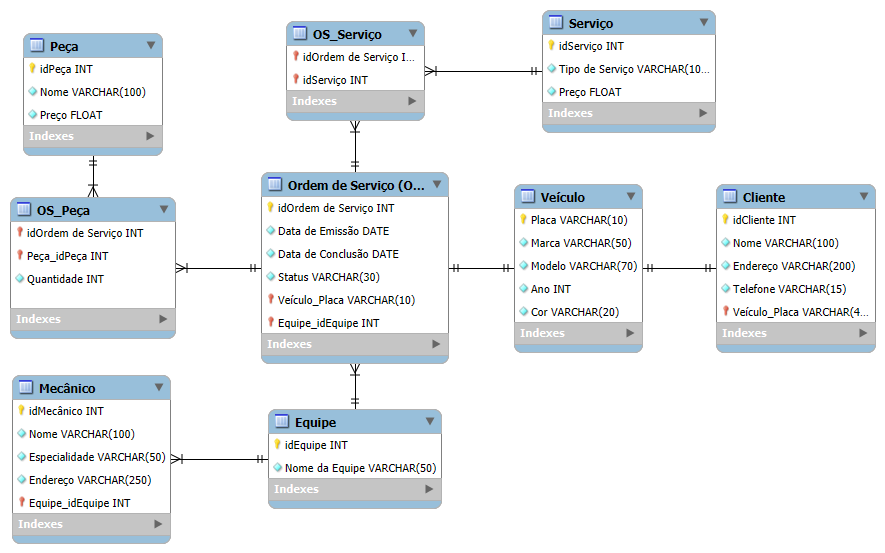 Peça
idPeça INT
Nome VARCHAR(100)
Preço FLOAT
Indexes
OS_Serviço
idOrdem de Serviço I...
idServiço INT
Indexes
Serviço
idServiço INT
Tipo de Serviço VARCHAR(10...
Preço FLOAT
Indexes
OS_Peça
idOrdem de Serviço INT
Peça_idPeça INT
Quantidade INT
Indexes
Ordem de Serviço (O...
idOrdem de Serviço INT
Data de Emissão DATE
Data de Conclusão DATE
Status VARCHAR(30)
Veículo_Placa VARCHAR(10)
Equipe_idEquipe INT
Indexes
Veículo
Placa VARCHAR(10)
Marca VARCHAR(50)
Modelo VARCHAR(70)
Ano INT
Cor VARCHAR(20)
Indexes
Cliente
idCliente INT
Nome VARCHAR(100)
Endereço VARCHAR(200)
Telefone VARCHAR(15)
Veículo_Placa VARCHAR(4...
Indexes
Mecânico
idMecânico INT
Nome VARCHAR(100)
Especialidade VARCHAR(50)
Endereço VARCHAR(250)
Equipe_idEquipe INT
Indexes
Equipe
idEquipe INT
Nome da Equipe VARCHAR(50)
Indexes